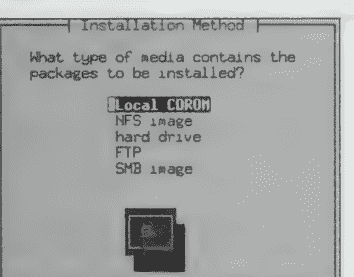 Installation Method
What type of media contains the
packages to be installed?
Local CDROM
NFS image
hard drive
FTP
SMB image